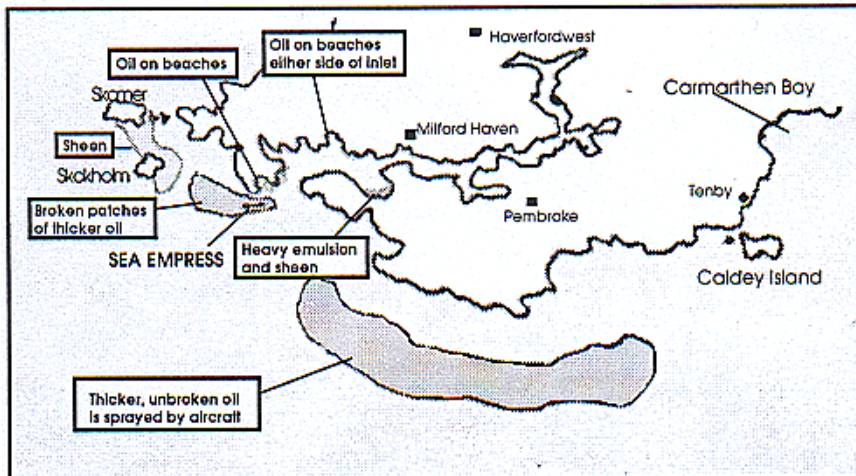 Haverfordwest
Oil on beaches
either side of inlet
Oil on beaches
Carmarthen Bay
Skomer
Milford Haven
Sheen
Skokholm
Tenby
Broken patches
of thicker oil
Pembroke
SEA EMPRESS
Heavy emulsion
and sheen
Caldey Island
Thicker, unbroken oil
is sprayed by aircraft